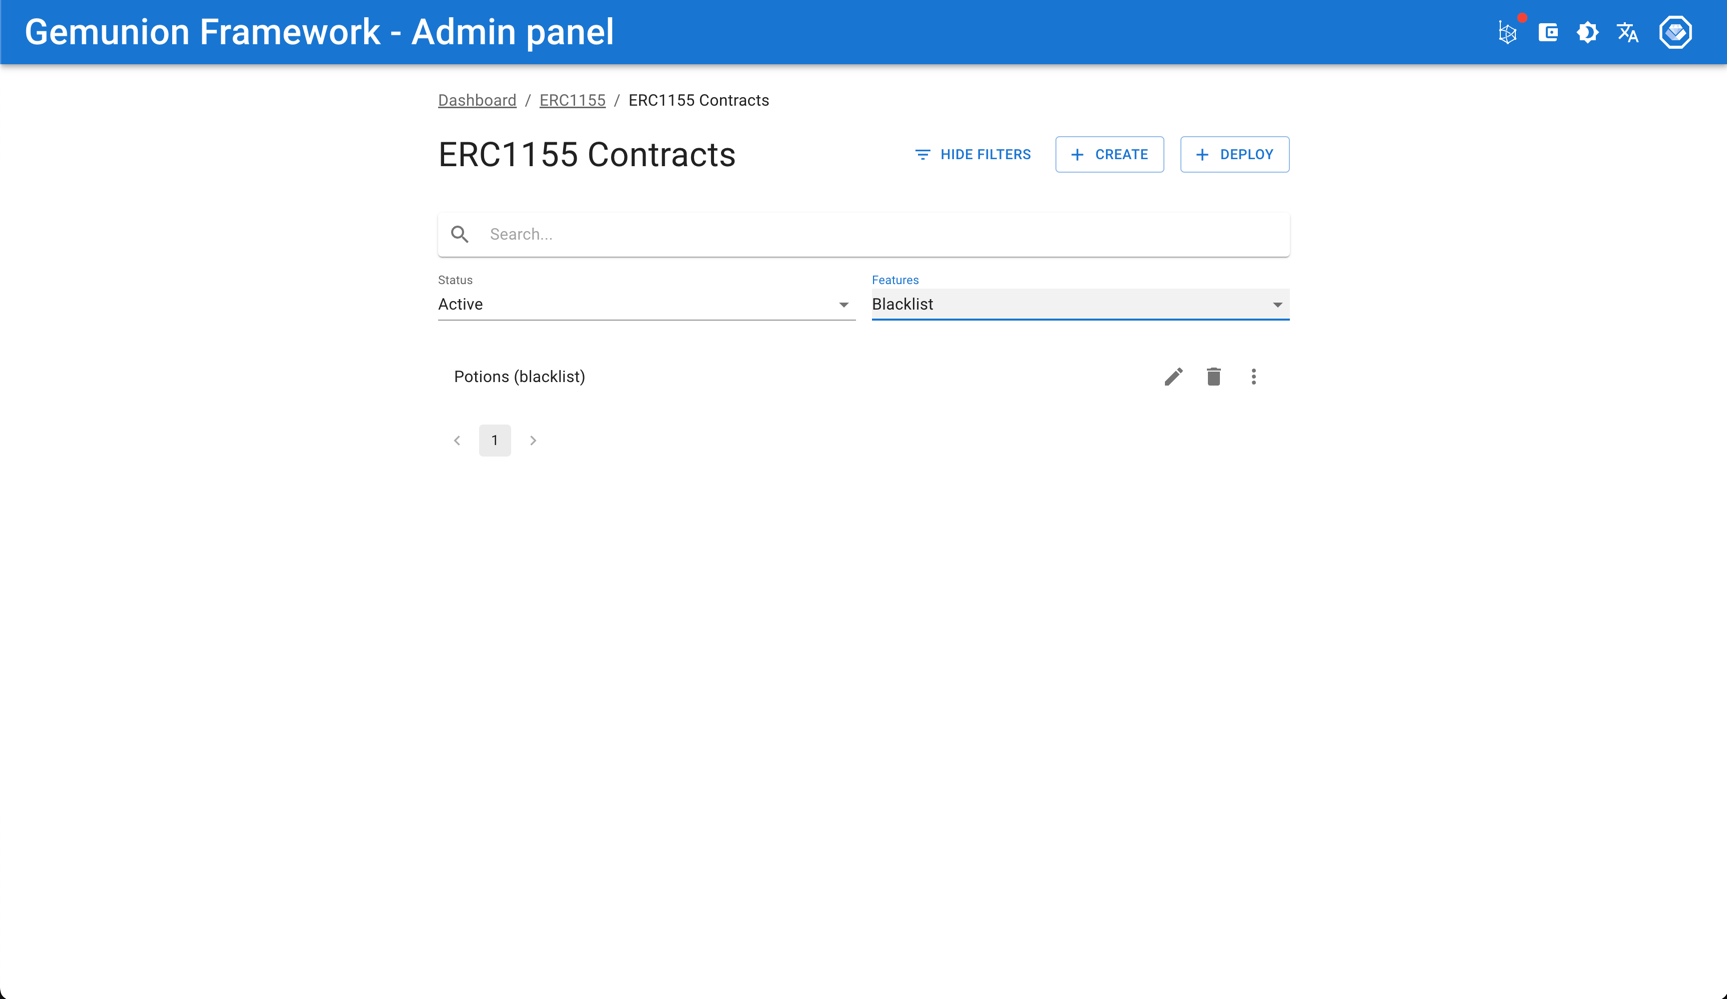 Gemunion Framework - Admin panel
Dashboard / ERC1155 / ERC1155 Contracts
ERC1155 Contracts
HIDE FILTERS
CREATE
DEPLOY
Search...
Status
Active
Features
Blacklist
Potions (blacklist)
1